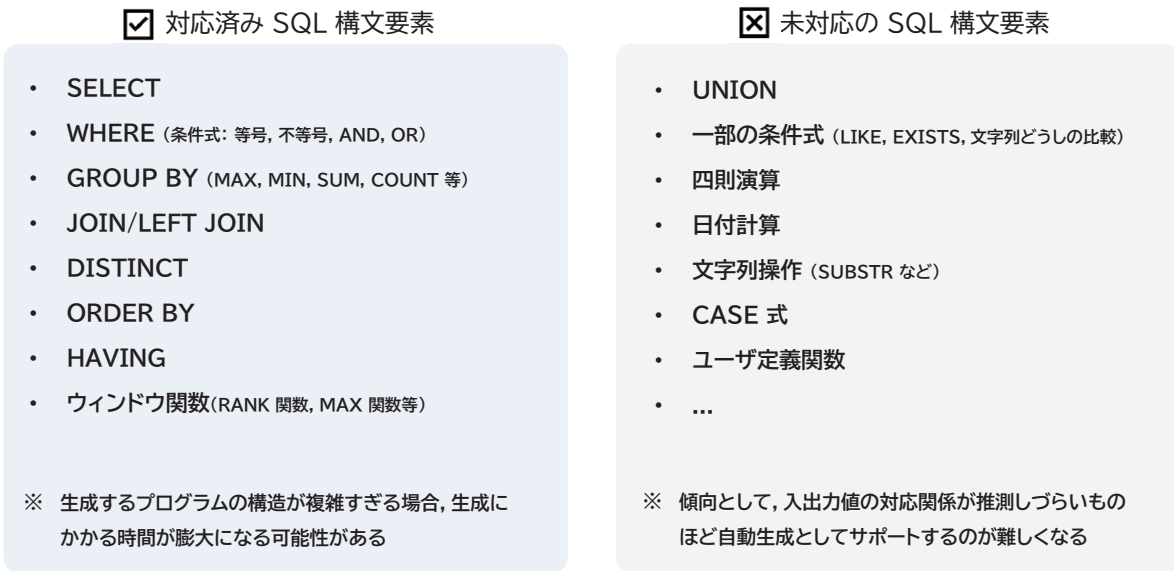 対応済み SQL 構文要素
・ SELECT
・ WHERE (条件式: 等号, 不等号, AND, OR)
・ GROUP BY (MAX, MIN, SUM, COUNT 等)
・ JOIN/LEFT JOIN
・ DISTINCT
・ ORDER BY
・ HAVING
・ ウィンドウ関数(RANK 関数, MAX 関数等)
※ 生成するプログラムの構造が複雑すぎる場合, 生成に
かかる時間が膨大になる可能性がある
未対応の SQL 構文要素
・ UNION
・ 一部の条件式 (LIKE, EXISTS, 文字列どうしの比較)
・ 四則演算
・ 日付計算
・ 文字列操作 (SUBSTR など)
・ CASE 式
・ ユーザ定義関数
・ ...
※ 傾向として, 入出力値の対応関係が推測しづらいもの
ほど自動生成としてサポートするのが難しくなる